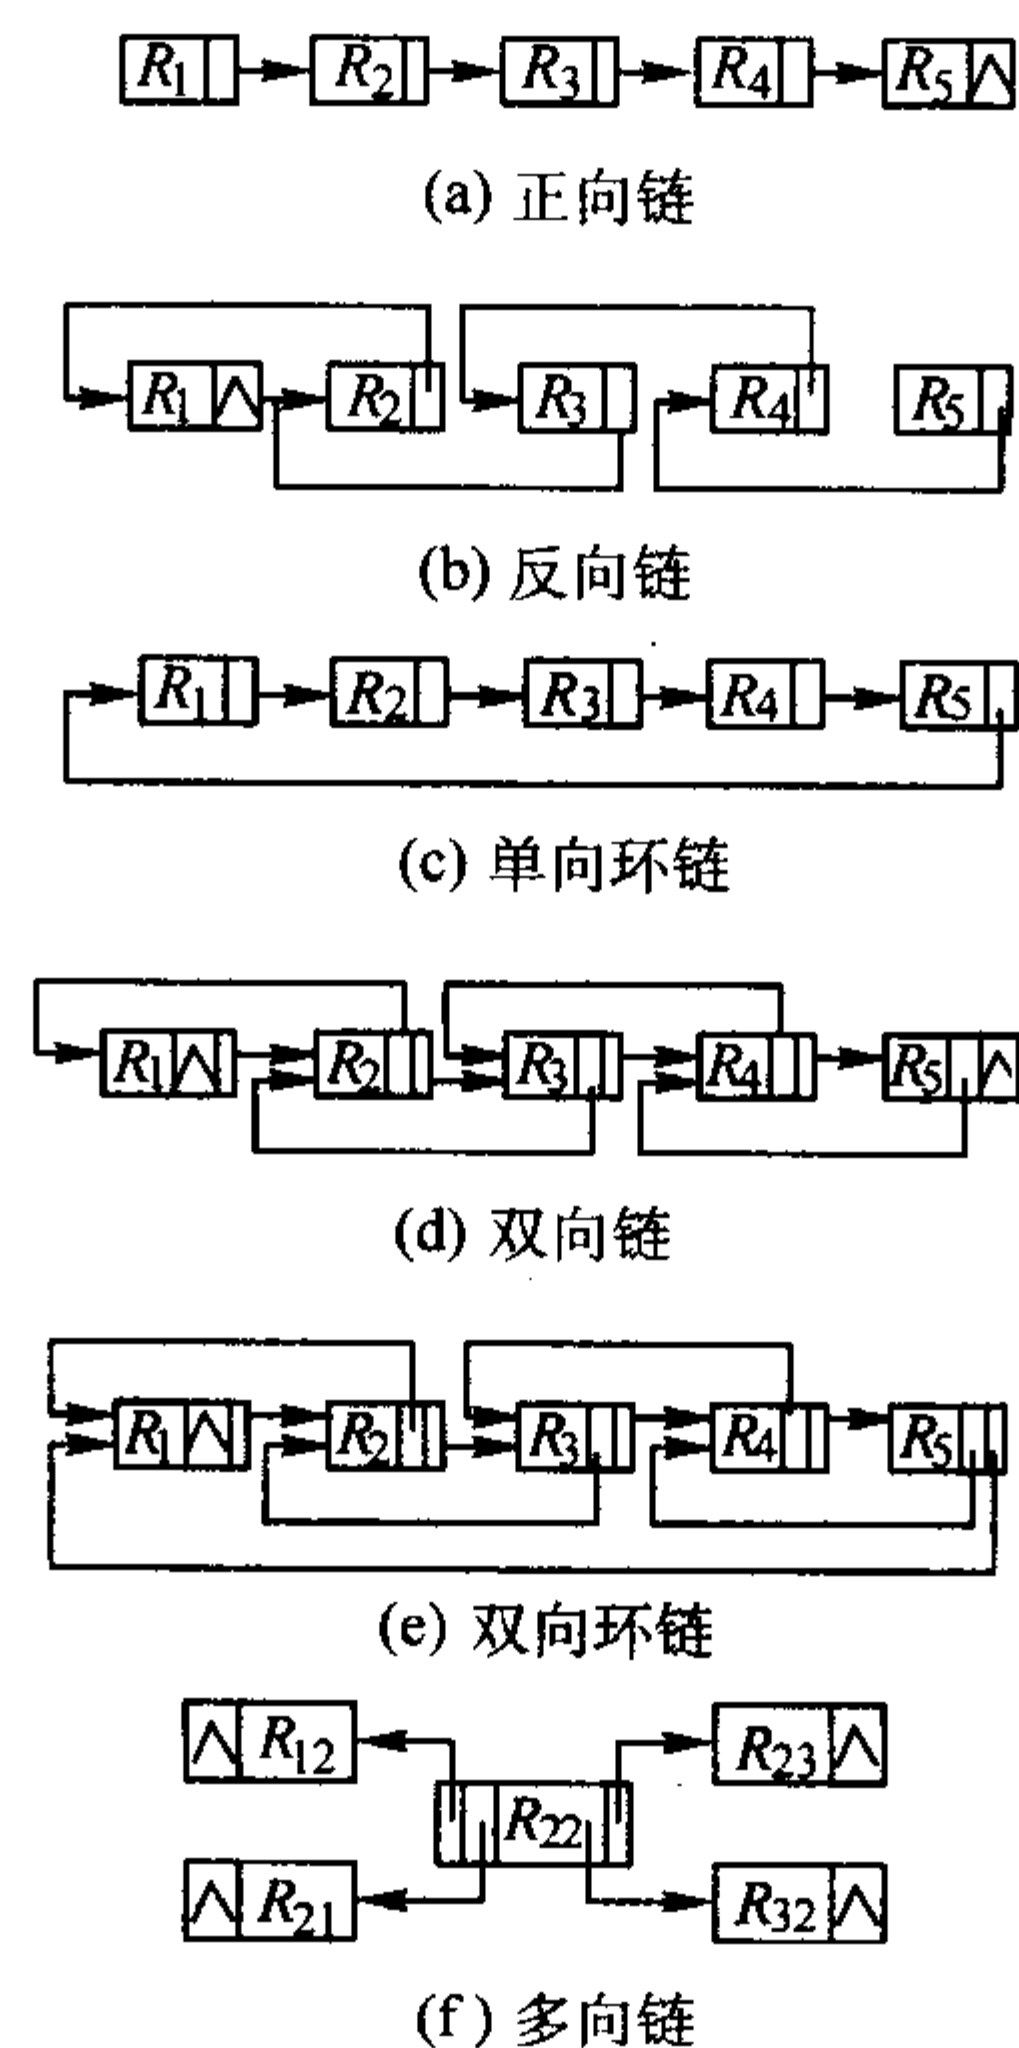 R1 R2 R3 R4 R5 ∧
(a) 正向链
R1 ∧ R2 R3 R4 R5
(b) 反向链
R1 R2 R3 R4 R5
(c) 单向环链
R1 ∧ R2 R3 R4 R5 ∧
(d) 双向链
R1 ∧ R2 R3 R4 R5
(e) 双向环链
∧ R12 R23 ∧
R22
∧ R21 R32 ∧
(f) 多向链